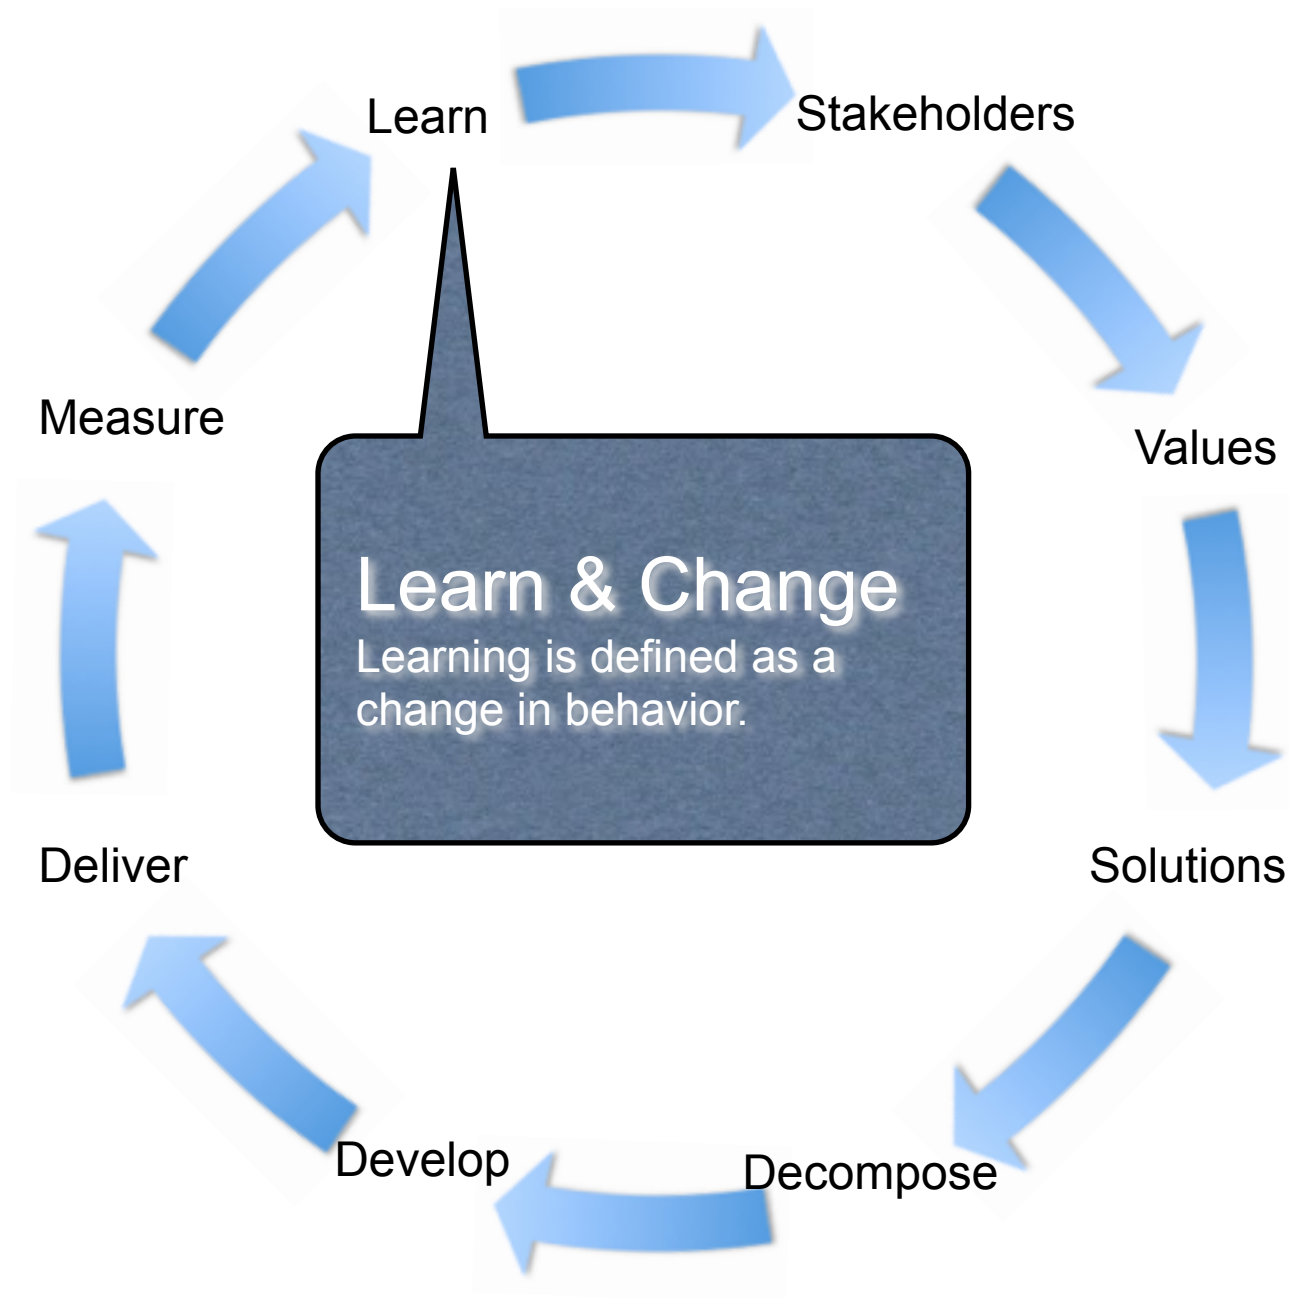 Learn
Stakeholders
Measure
Values
Learn & Change
Learning is defined as a
change in behavior.
Deliver
Solutions
Develop
Decompose